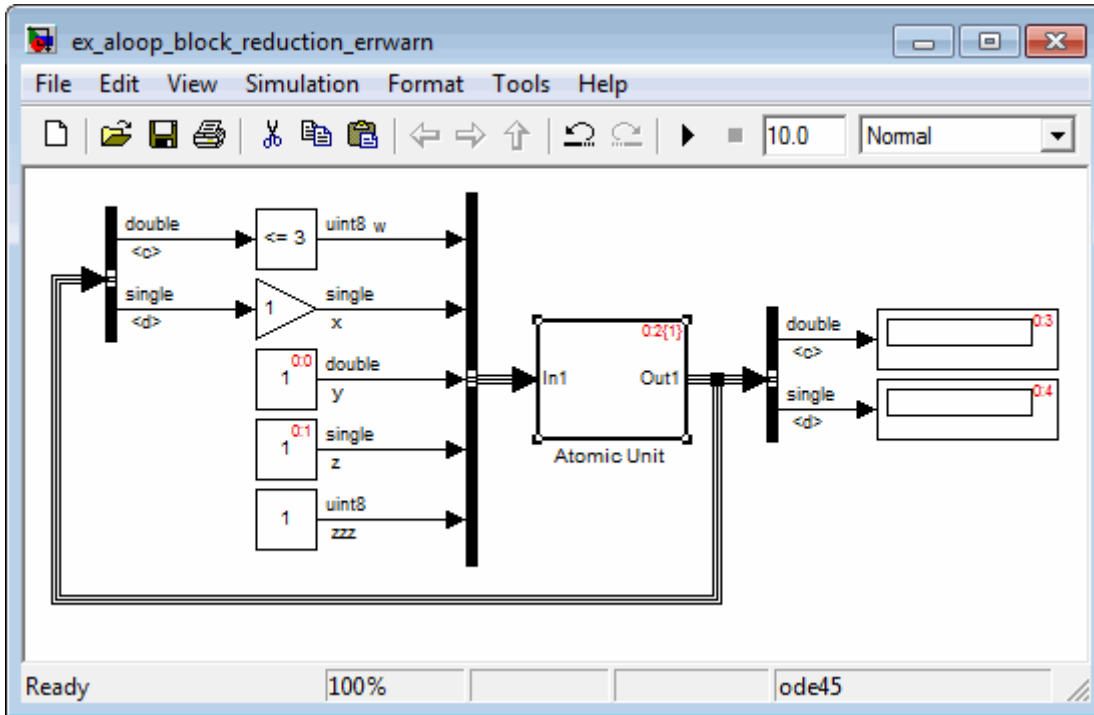 ex_aloop_block_reduction_errwarn
File Edit View Simulation Format Tools Help
10.0 Normal
double
<c>
<= 3
uint8 w
single
<d>
1
single
x
0:0
1
double
y
0:1
1
single
z
1
uint8
zzz
0:2{1}
In1 Out1
Atomic Unit
double
<c>
0:3
single
<d>
0:4
Ready 100% ode45